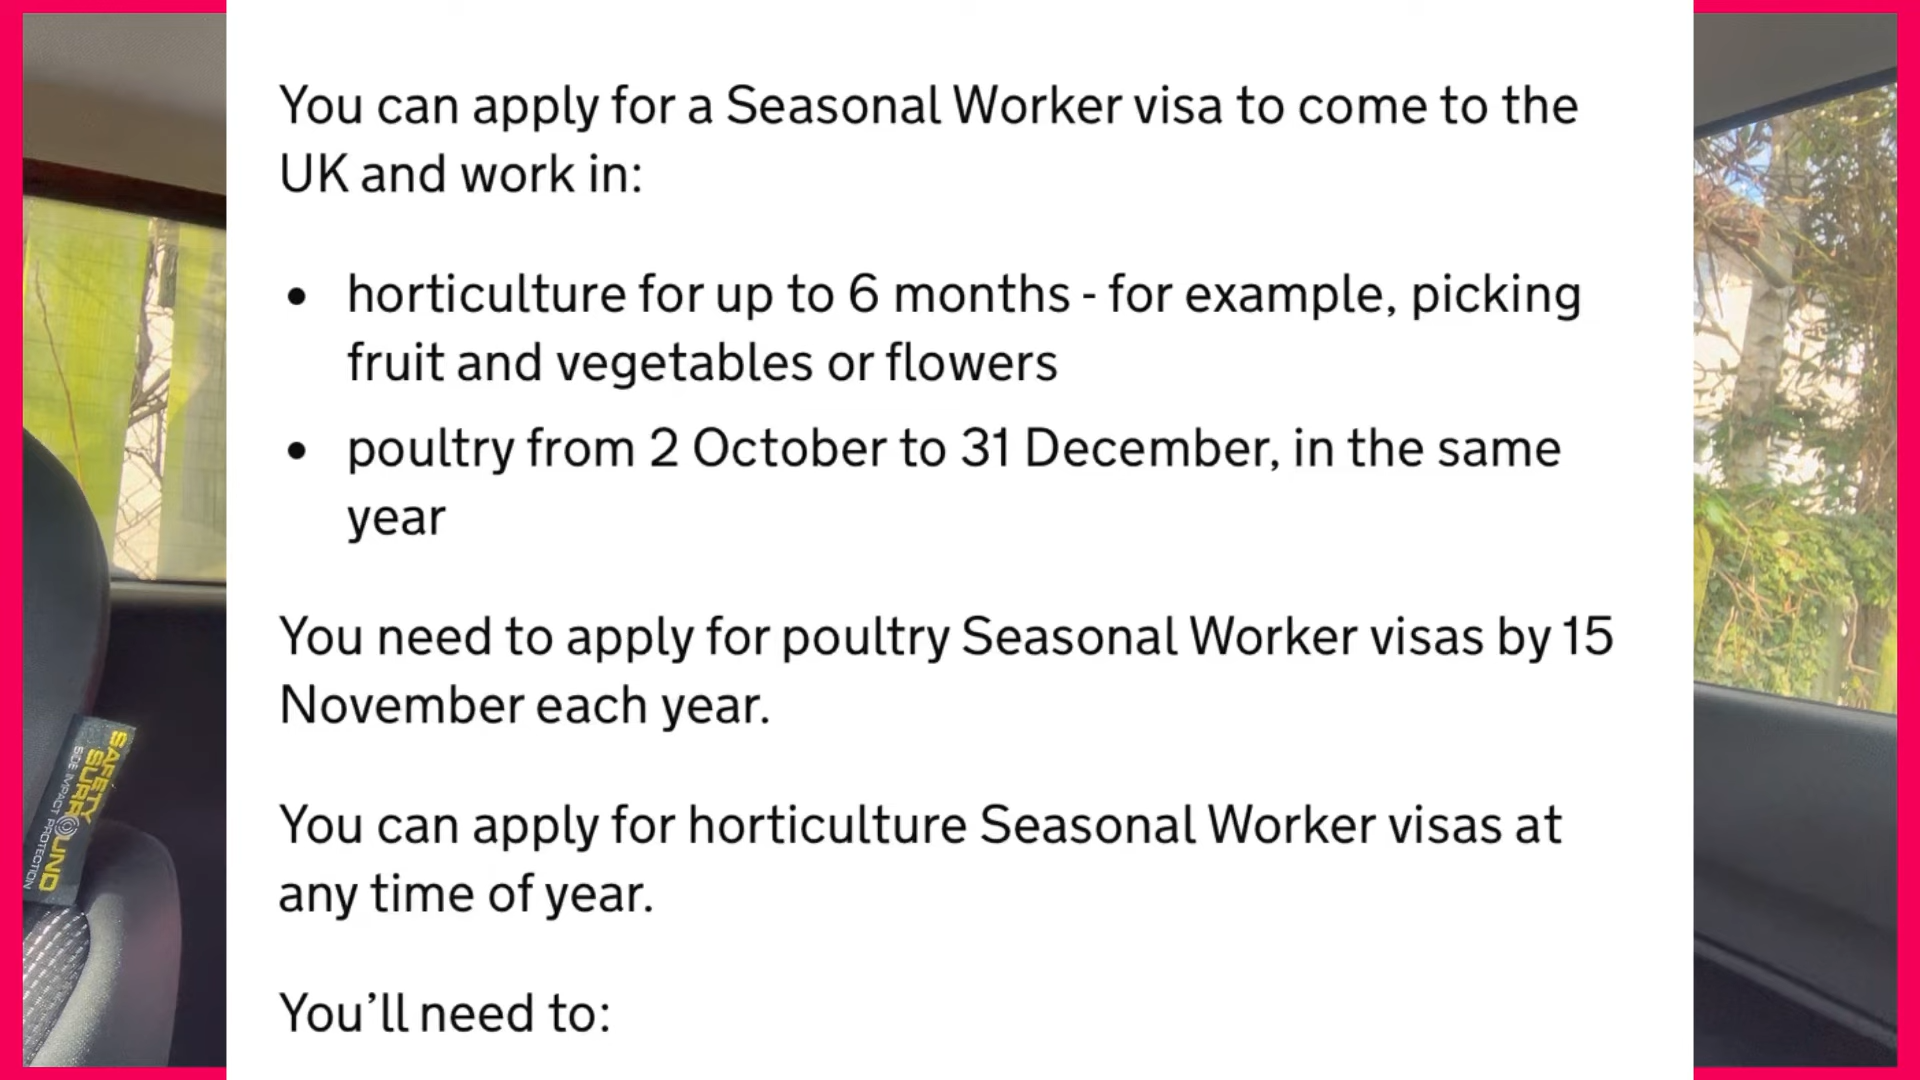 You can apply for a Seasonal Worker visa to come to the
UK and work in:
• horticulture for up to 6 months - for example, picking
fruit and vegetables or flowers
• poultry from 2 October to 31 December, in the same
year
You need to apply for poultry Seasonal Worker visas by 15
November each year.
You can apply for horticulture Seasonal Worker visas at
any time of year.
You’ll need to:
SAFETY
SURROUND
SIDE IMPACT PROTECTION